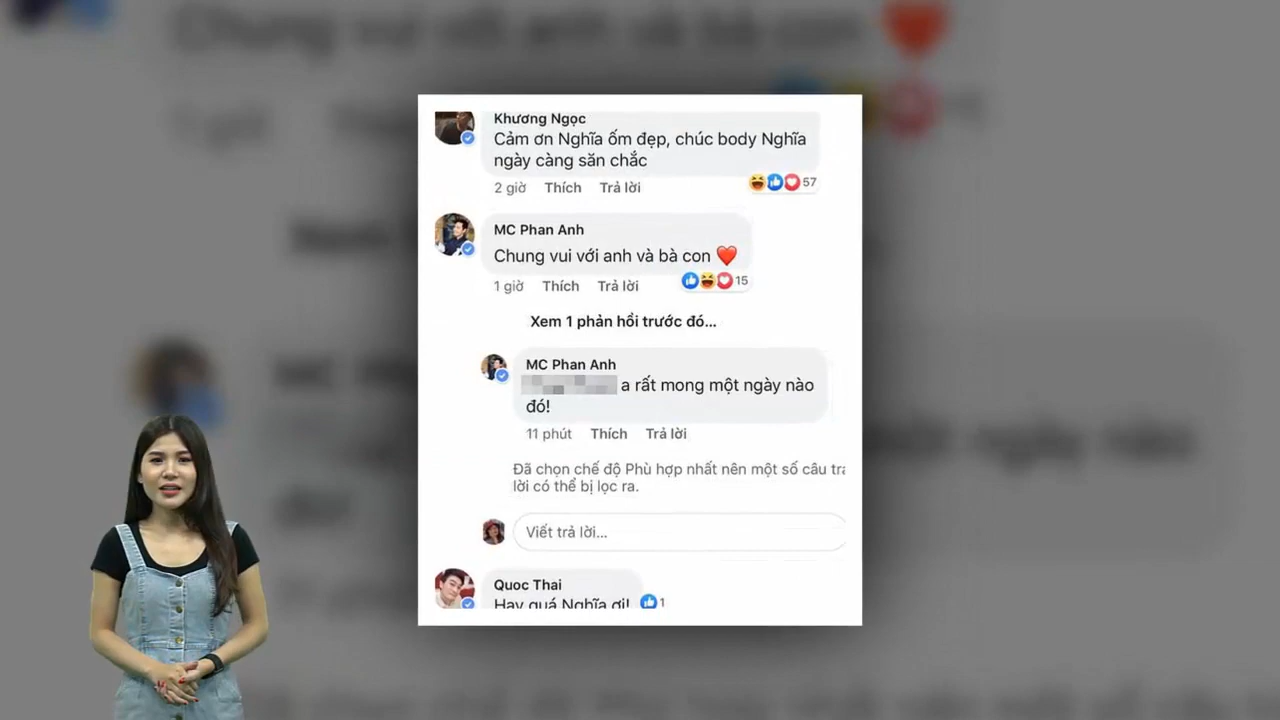 Khương Ngọc
Cảm ơn Nghĩa ốm đẹp, chúc body Nghĩa
ngày càng săn chắc
2 giờ Thích Trả lời 57
MC Phan Anh
Chung vui với anh và bà con ❤️
1 giờ Thích Trả lời 15
Xem 1 phản hồi trước đó...
MC Phan Anh
a rất mong một ngày nào
đó!
11 phút Thích Trả lời
Đã chọn chế độ Phù hợp nhất nên một số câu trả
lời có thể bị lọc ra.
Viết trả lời...
Quoc Thai
Hay quá Nghĩa ơi! 1